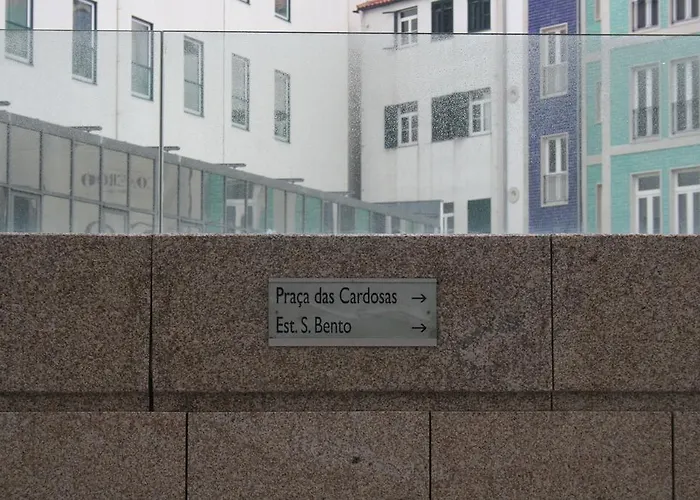 Praça das Cardosas →
Est. S. Bento →